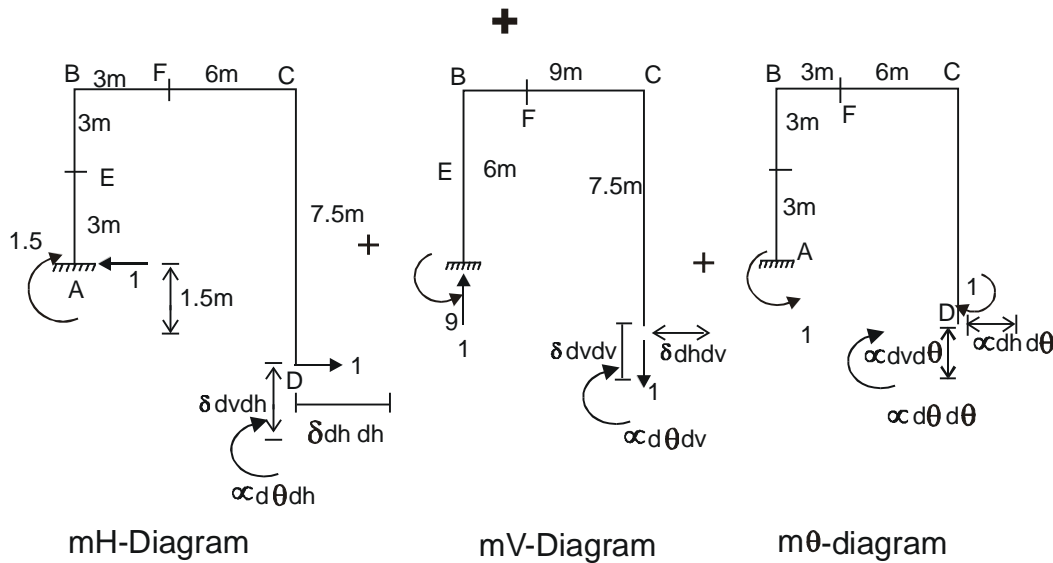 +
B 3m F 6m C
3m
E
3m
1.5
A
1
1.5m
7.5m
+
D
1
δdvdh
δdh dh
∝dθdh
mH-Diagram
B 9m C
F
E
6m
7.5m
9
1
δdvdv
δdhdv
1
∝dθdv
mV-Diagram
+
B 3m 6m C
F
3m
3m
A
1
1
D
∝dvdθ
∝dh dθ
∝dθdθ
mθ-diagram